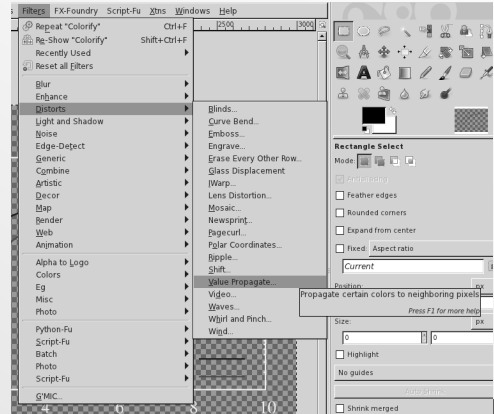 Filters FX-Foundry Script-Fu Xtns Windows Help
Repeat "Colorify" Ctrl+F
Re-Show "Colorify" Shift+Ctrl+F
Recently Used
Reset all Filters
Blur
Enhance
Distorts
Light and Shadow
Noise
Edge-Detect
Generic
Combine
Artistic
Decor
Map
Render
Web
Animation
Alpha to Logo
Colors
Eg
Misc
Photo
Python-Fu
Script-Fu
Batch
Photo
Script-Fu
G'MIC...
Blinds...
Curve Bend...
Emboss...
Engrave...
Erase Every Other Row...
Glass Displacement
IWarp...
Lens Distortion...
Mosaic...
Newsprint...
Pagecurl...
Polar Coordinates...
Ripple...
Shift...
Value Propagate...
Video...
Waves...
Whirl and Pinch...
Wind...
Propagate certain colors to neighboring pixels
Press F1 for more help
2500 3000
4 6 8 10
Rectangle Select
Mode:
Antialiasing
Feather edges
Rounded corners
Expand from center
Fixed: Aspect ratio
Current
Position: px
Size: px
0 0
Highlight
No guides
Auto Shrink
Shrink merged